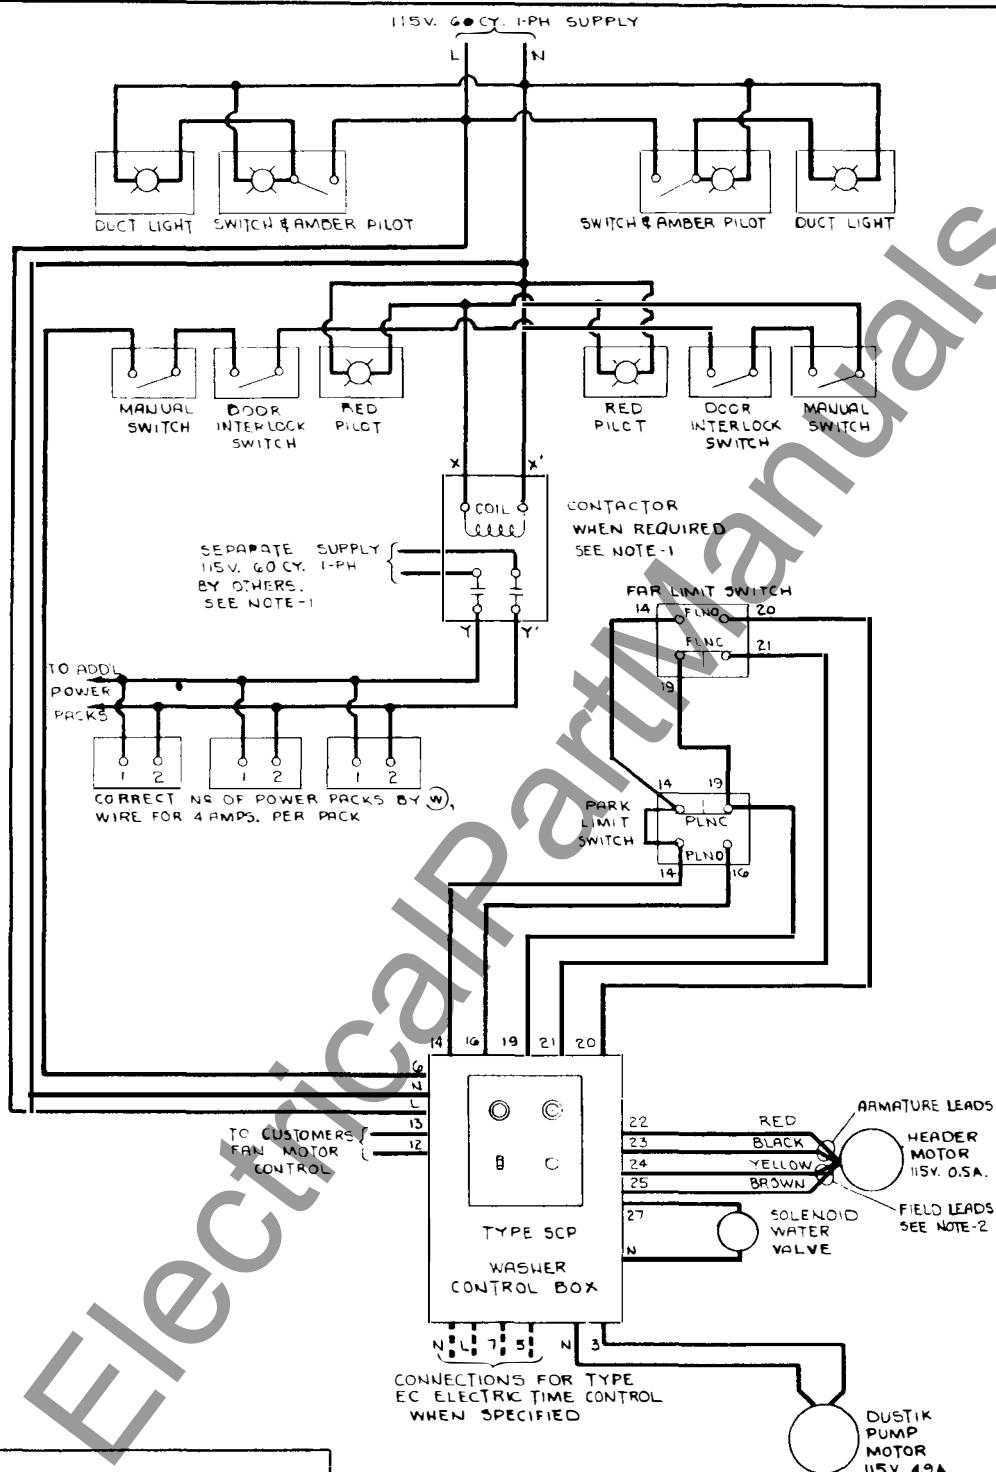 115V. 60 CY. 1-PH SUPPLY
L N
DUCT LIGHT
SWITCH & AMBER PILOT
SWITCH & AMBER PILOT
DUCT LIGHT
MANUAL
SWITCH
DOOR
INTERLOCK
SWITCH
RED
PILOT
RED
PILOT
DOOR
INTERLOCK
SWITCH
MANUAL
SWITCH
X X'
COIL
CONTACTOR
WHEN REQUIRED
SEE NOTE-1
SEPARATE SUPPLY
115V. 60 CY. 1-PH
BY OTHERS.
SEE NOTE-1
Y Y'
FAR LIMIT SWITCH
14 FLNO 20
FLNC 21
19
TO ADD'L
POWER
PACKS
1 2
1 2
1 2
CORRECT NO OF POWER PACKS BY W,
WIRE FOR 4 AMPS. PER PACK
14 19
PARK
LIMIT
SWITCH
PLNC
PLNO
14 16
14 16 19 21 20
6
N
L
13
12
TO CUSTOMERS
FAN MOTOR
CONTROL
22 RED
23 BLACK
24 YELLOW
25 BROWN
27
N
ARMATURE LEADS
HEADER
MOTOR
115V. 0.5A.
FIELD LEADS
SEE NOTE-2
SOLENOID
WATER
VALVE
TYPE SCP
WASHER
CONTROL BOX
N L 7 5 N 3
CONNECTIONS FOR TYPE
EC ELECTRIC TIME CONTROL
WHEN SPECIFIED
DUSTIK
PUMP
MOTOR
115V. 4.9A.
ElectricalPartManuals